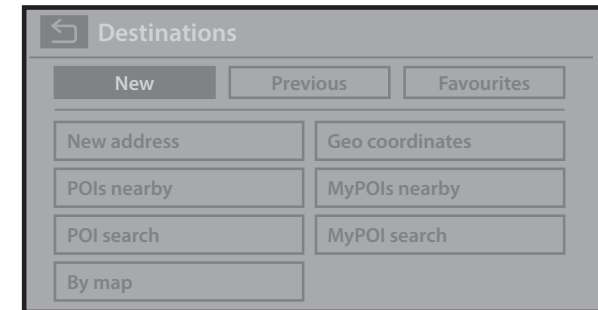 Destinations
New Previous Favourites
New address Geo coordinates
POIs nearby MyPOIs nearby
POI search MyPOI search
By map